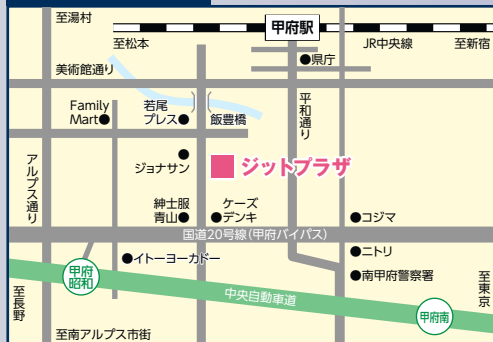 至湯村
甲府駅
至松本
JR中央線
至新宿
美術館通り
●県庁
Family
Mart●
若尾
プレス●
飯豊橋
平和通り
アルプス通り
ジョナサン
ジットプラザ
紳士服
青山●
ケーズ
●デンキ
●コジマ
国道20号線(甲府バイパス)
●ニトリ
●イトーヨーカドー
甲府
昭和
●南甲府警察署
至長野
中央自動車道
至東京
甲府南
至南アルプス市街